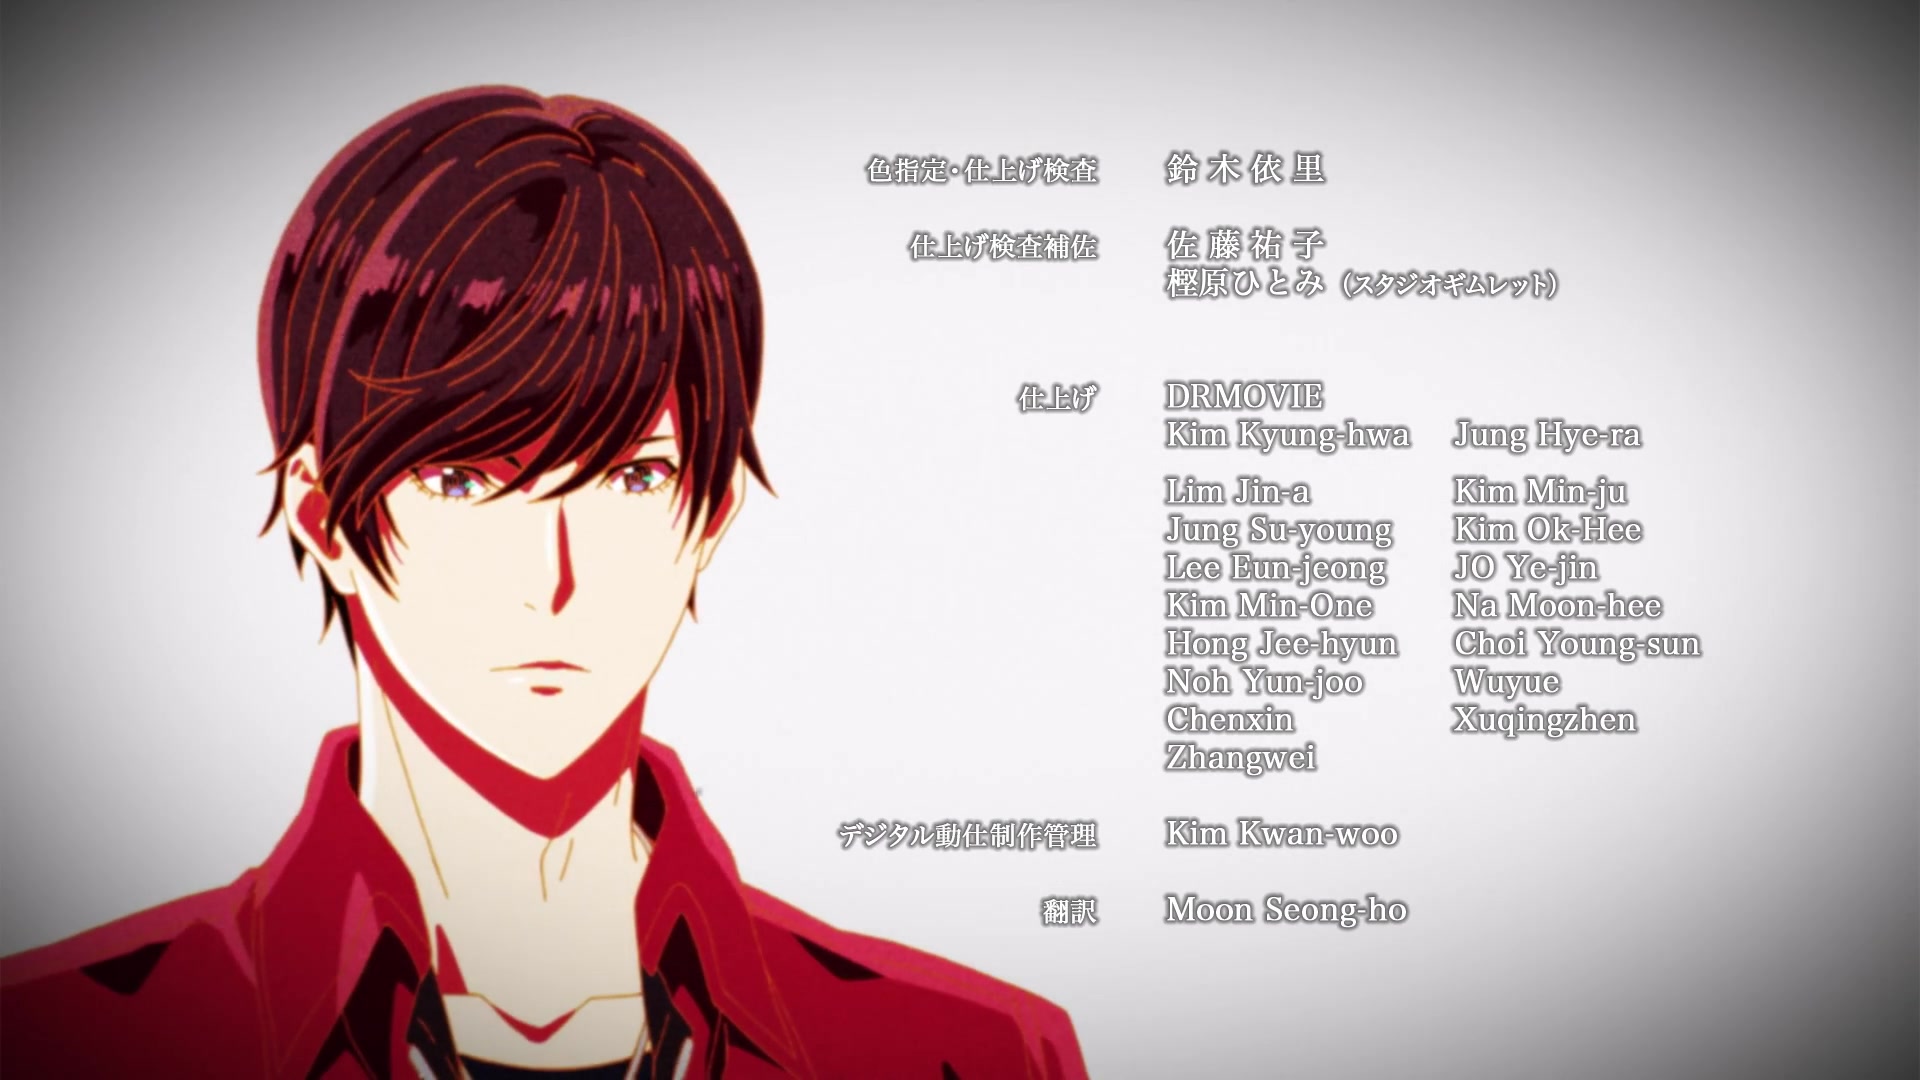 色指定・仕上げ検査 鈴木依里
仕上げ検査補佐 佐藤祐子
樫原ひとみ（スタジオギムレット）
仕上げ DRMOVIE
Kim Kyung-hwa Jung Hye-ra
Lim Jin-a Kim Min-ju
Jung Su-young Kim Ok-Hee
Lee Eun-jeong JO Ye-jin
Kim Min-One Na Moon-hee
Hong Jee-hyun Choi Young-sun
Noh Yun-joo Wuyue
Chenxin Xuqingzhen
Zhangwei
デジタル動仕制作管理 Kim Kwan-woo
翻訳 Moon Seong-ho